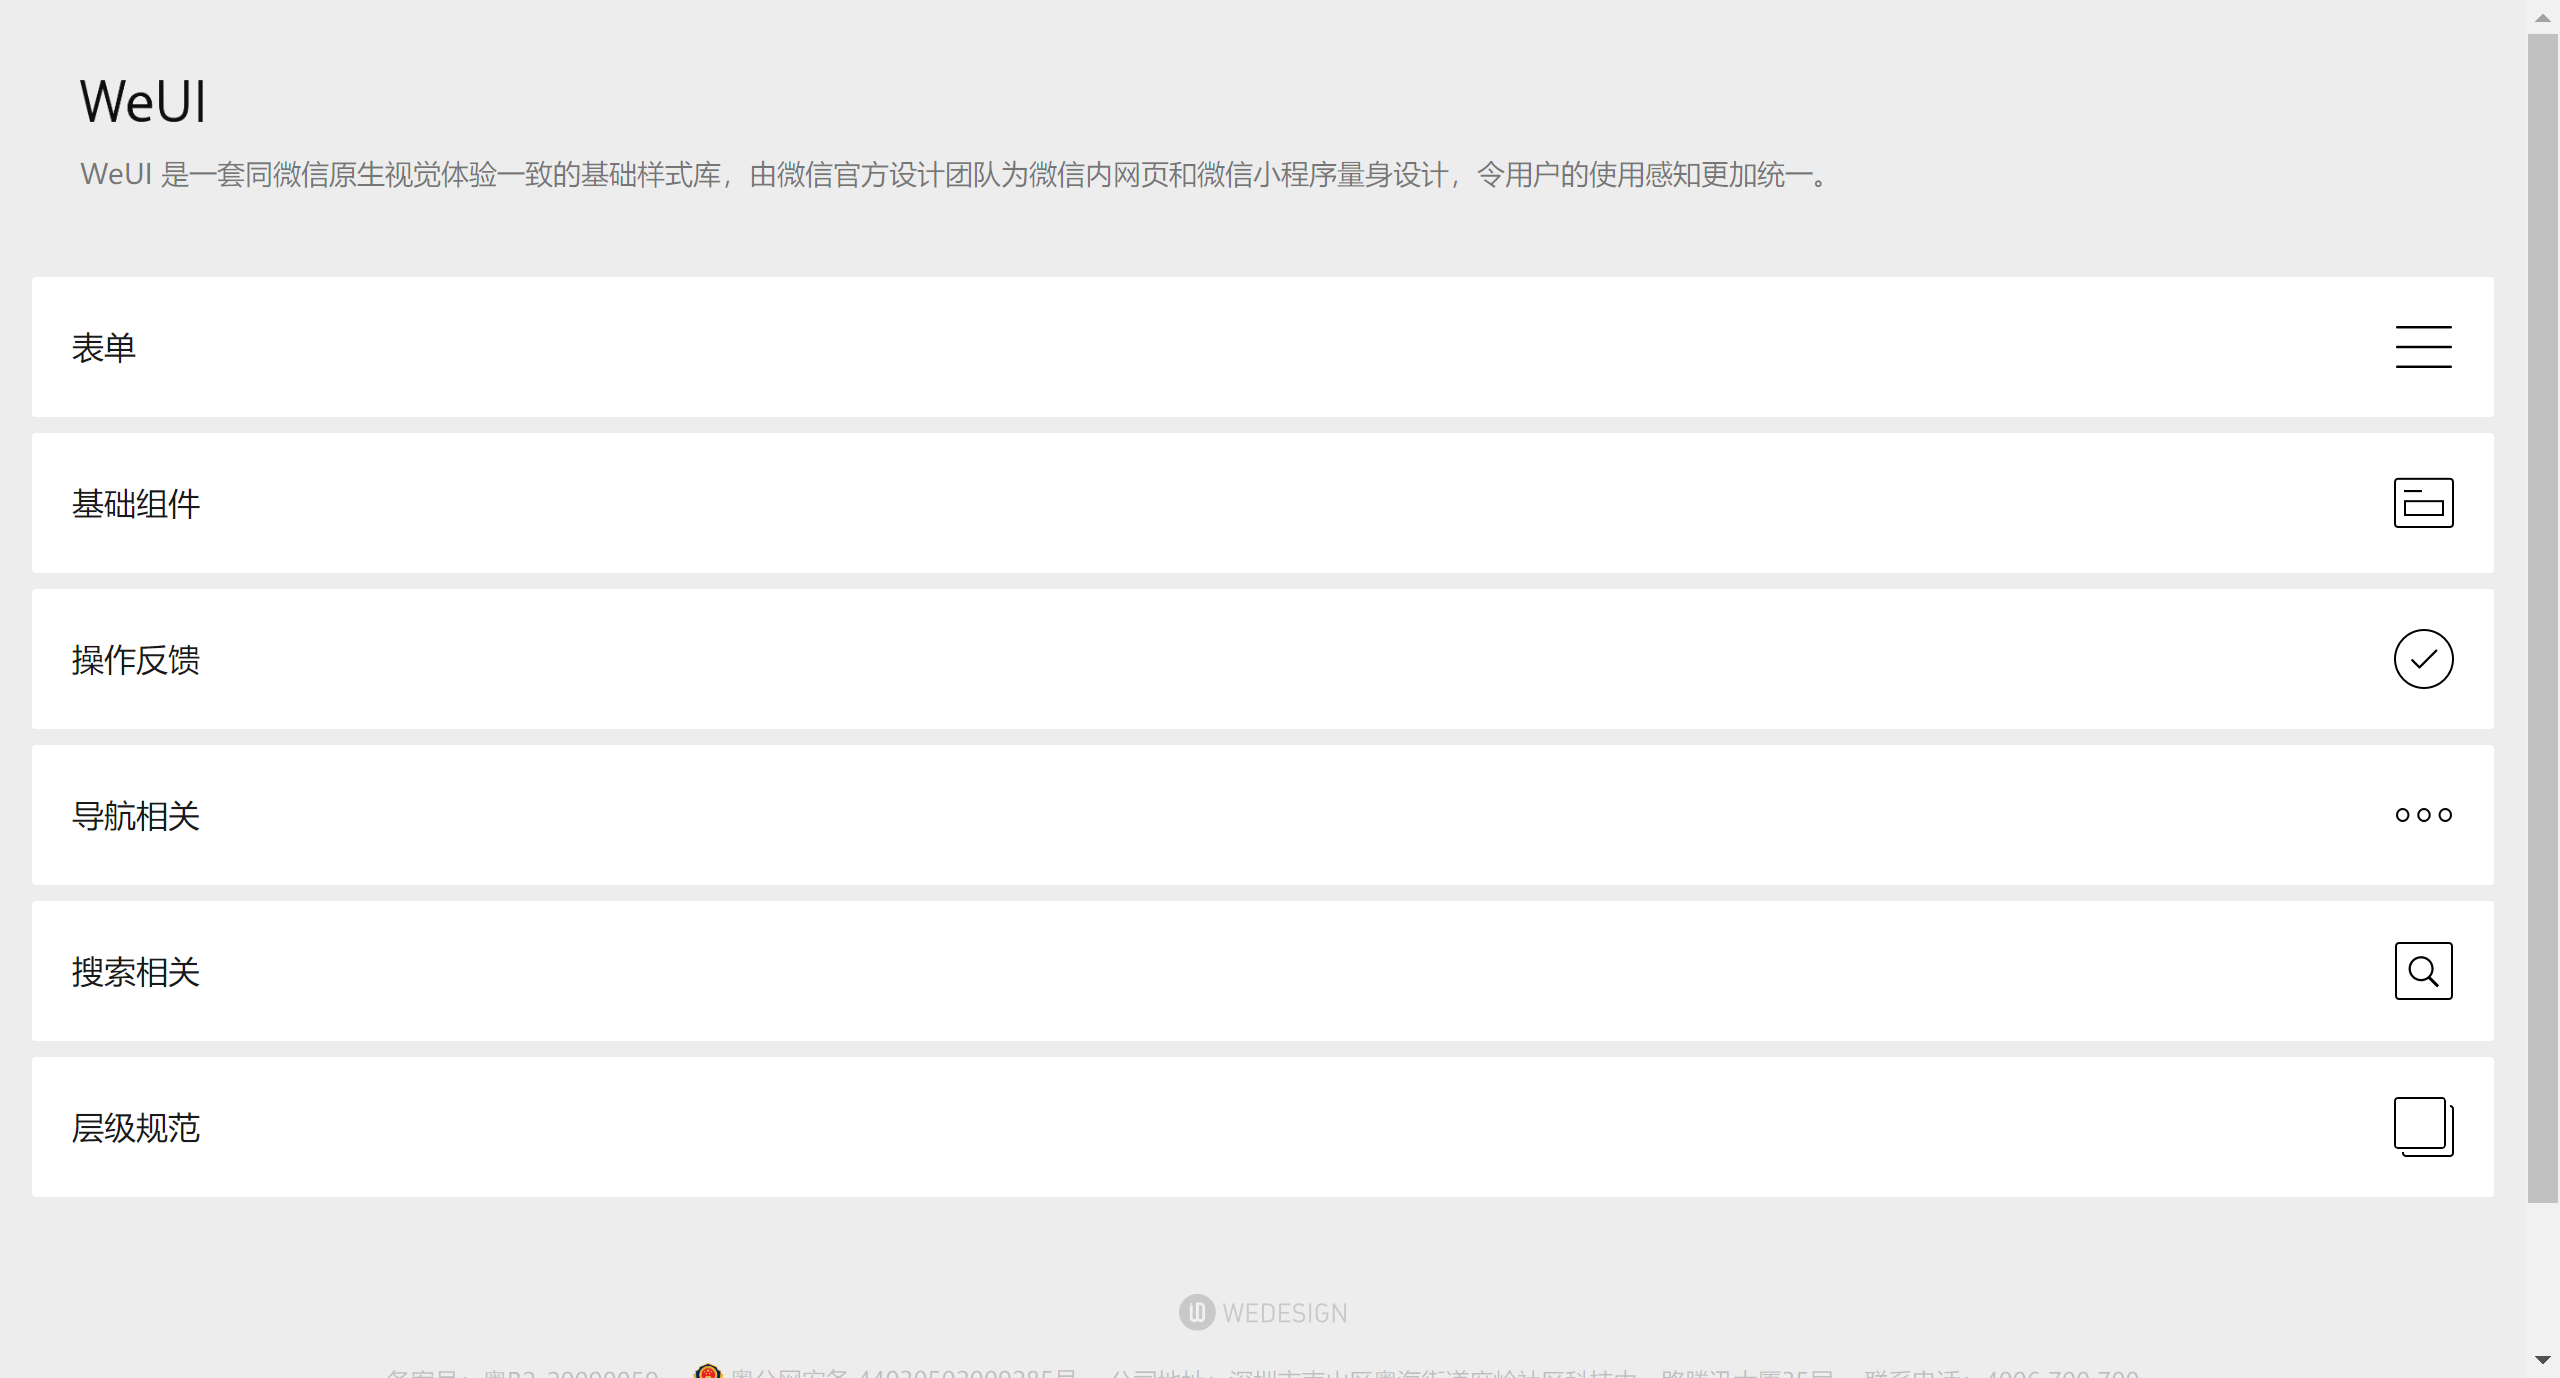 WeUI
WeUI 是一套同微信原生视觉体验一致的基础样式库，由微信官方设计团队为微信内网页和微信小程序量身设计，令用户的使用感知更加统一。
表单
基础组件
操作反馈
导航相关
搜索相关
层级规范
WEDESIGN